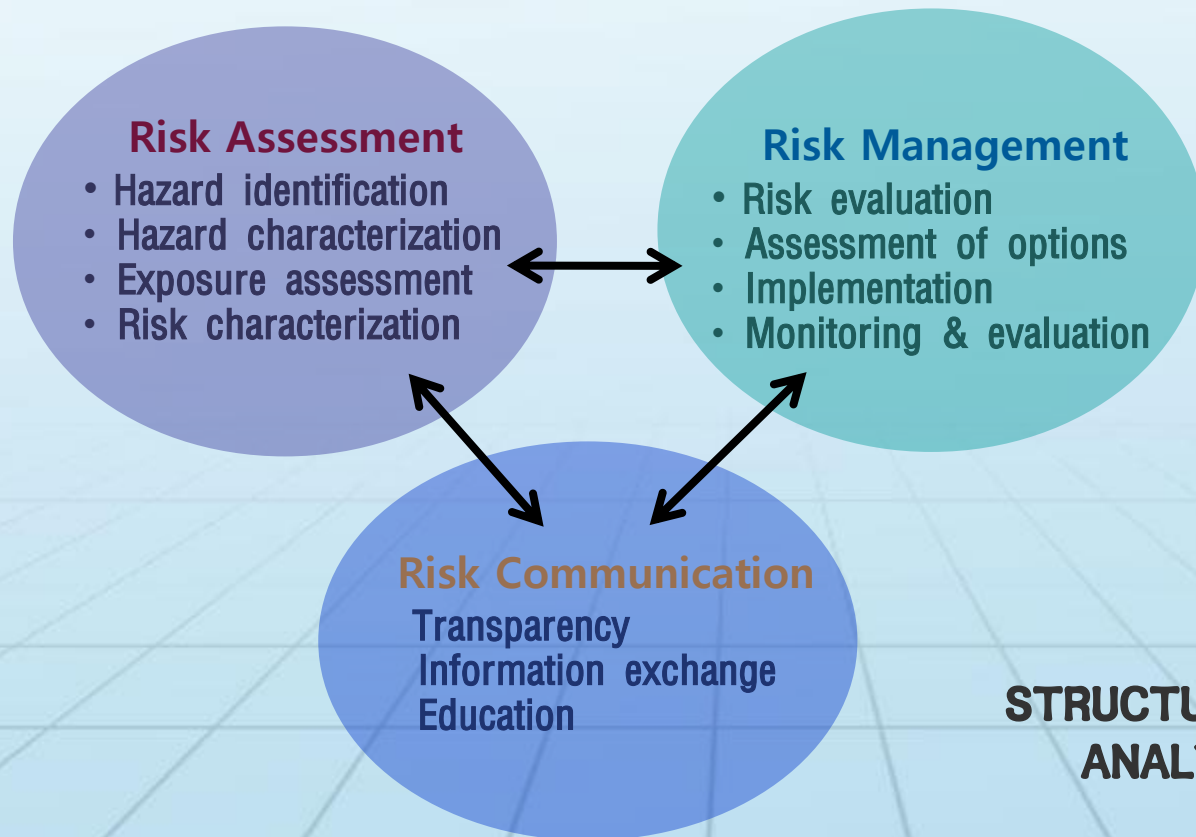 Risk Assessment
• Hazard identification
• Hazard characterization
• Exposure assessment
• Risk characterization
Risk Management
• Risk evaluation
• Assessment of options
• Implementation
• Monitoring & evaluation
Risk Communication
Transparency
Information exchange
Education